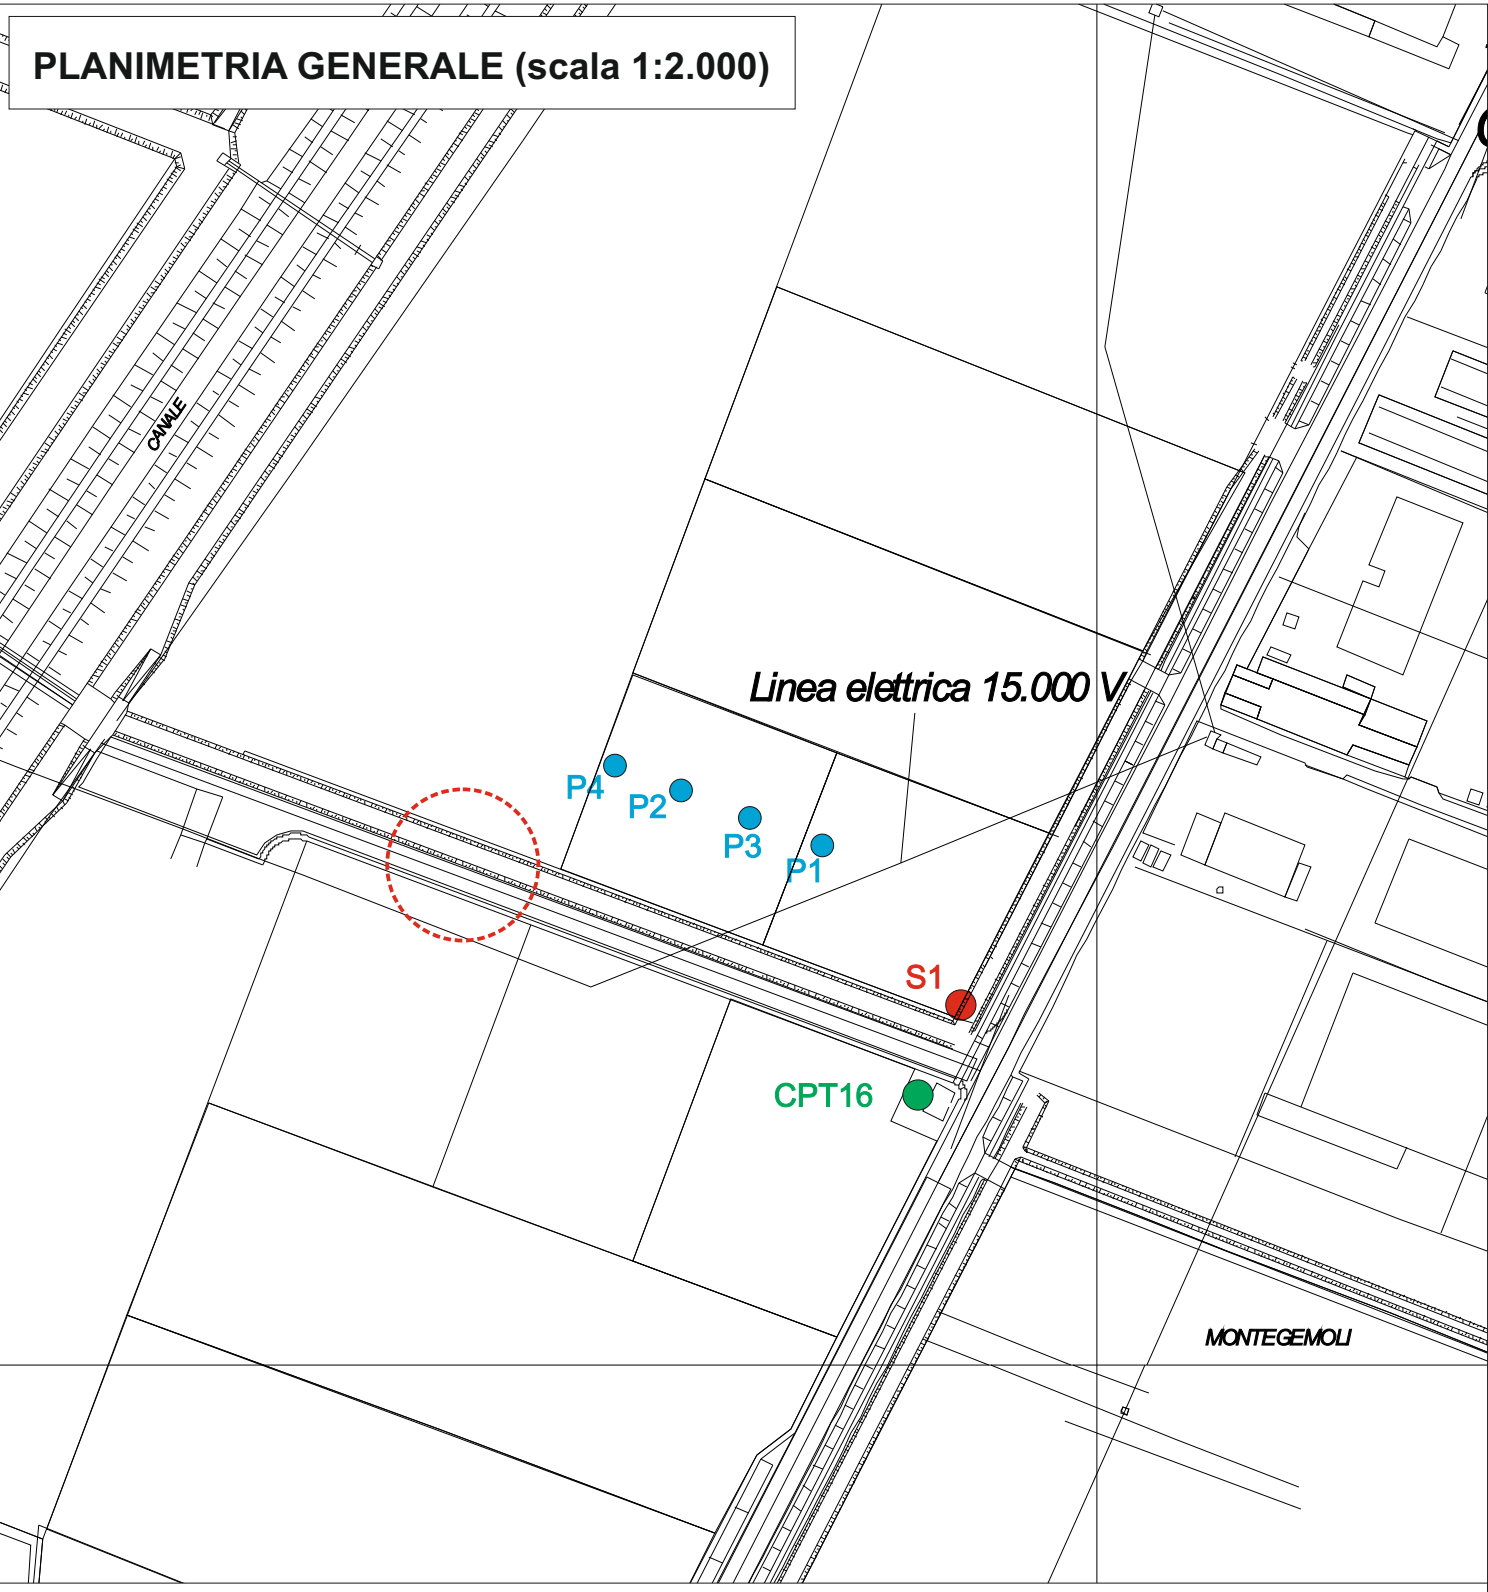 PLANIMETRIA GENERALE (scala 1:2.000)
CANALE
Linea elettrica 15.000 V
P4
P2
P3
P1
S1
CPT16
MONTEGEMOLI